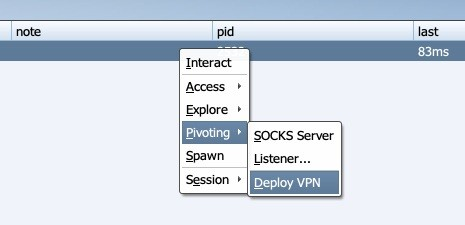 note pid last
83ms
Interact
Access
Explore
Pivoting
SOCKS Server
Spawn
Listener...
Session
Deploy VPN